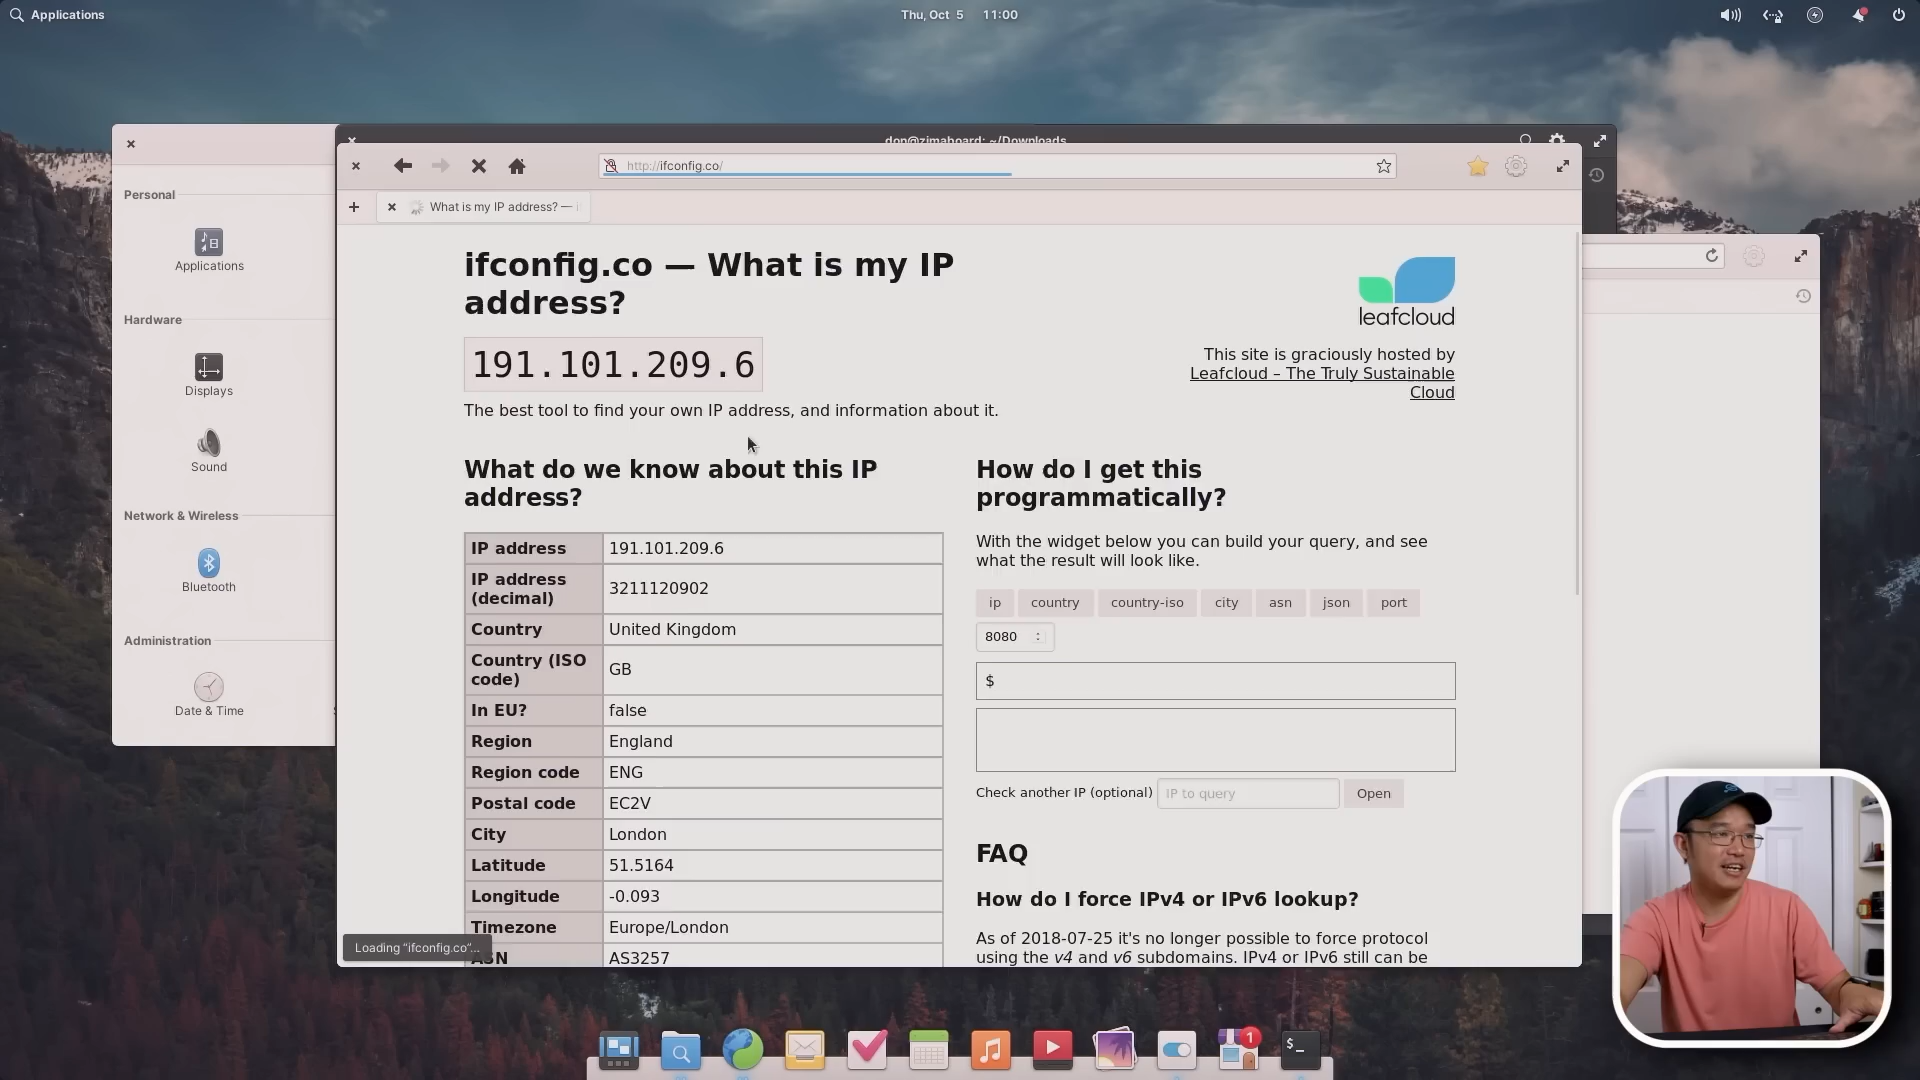 Applications
Thu, Oct 5 11:00
don@zimaboard: ~/Downloads
http://ifconfig.co/
What is my IP address? —
Personal
Applications
Hardware
Displays
Sound
Network & Wireless
Bluetooth
Administration
Date & Time
ifconfig.co — What is my IP
address?
191.101.209.6
The best tool to find your own IP address, and information about it.
leafcloud
This site is graciously hosted by
Leafcloud – The Truly Sustainable
Cloud
What do we know about this IP
address?
IP address 191.101.209.6
IP address
(decimal) 3211120902
Country United Kingdom
Country (ISO
code) GB
In EU? false
Region England
Region code ENG
Postal code EC2V
City London
Latitude 51.5164
Longitude -0.093
Timezone Europe/London
ASN AS3257
Loading “ifconfig.co”...
How do I get this
programmatically?
With the widget below you can build your query, and see
what the result will look like.
ip country country-iso city asn json port
8080
$
Check another IP (optional) IP to query Open
FAQ
How do I force IPv4 or IPv6 lookup?
As of 2018-07-25 it's no longer possible to force protocol
using the v4 and v6 subdomains. IPv4 or IPv6 still can be
1
$_